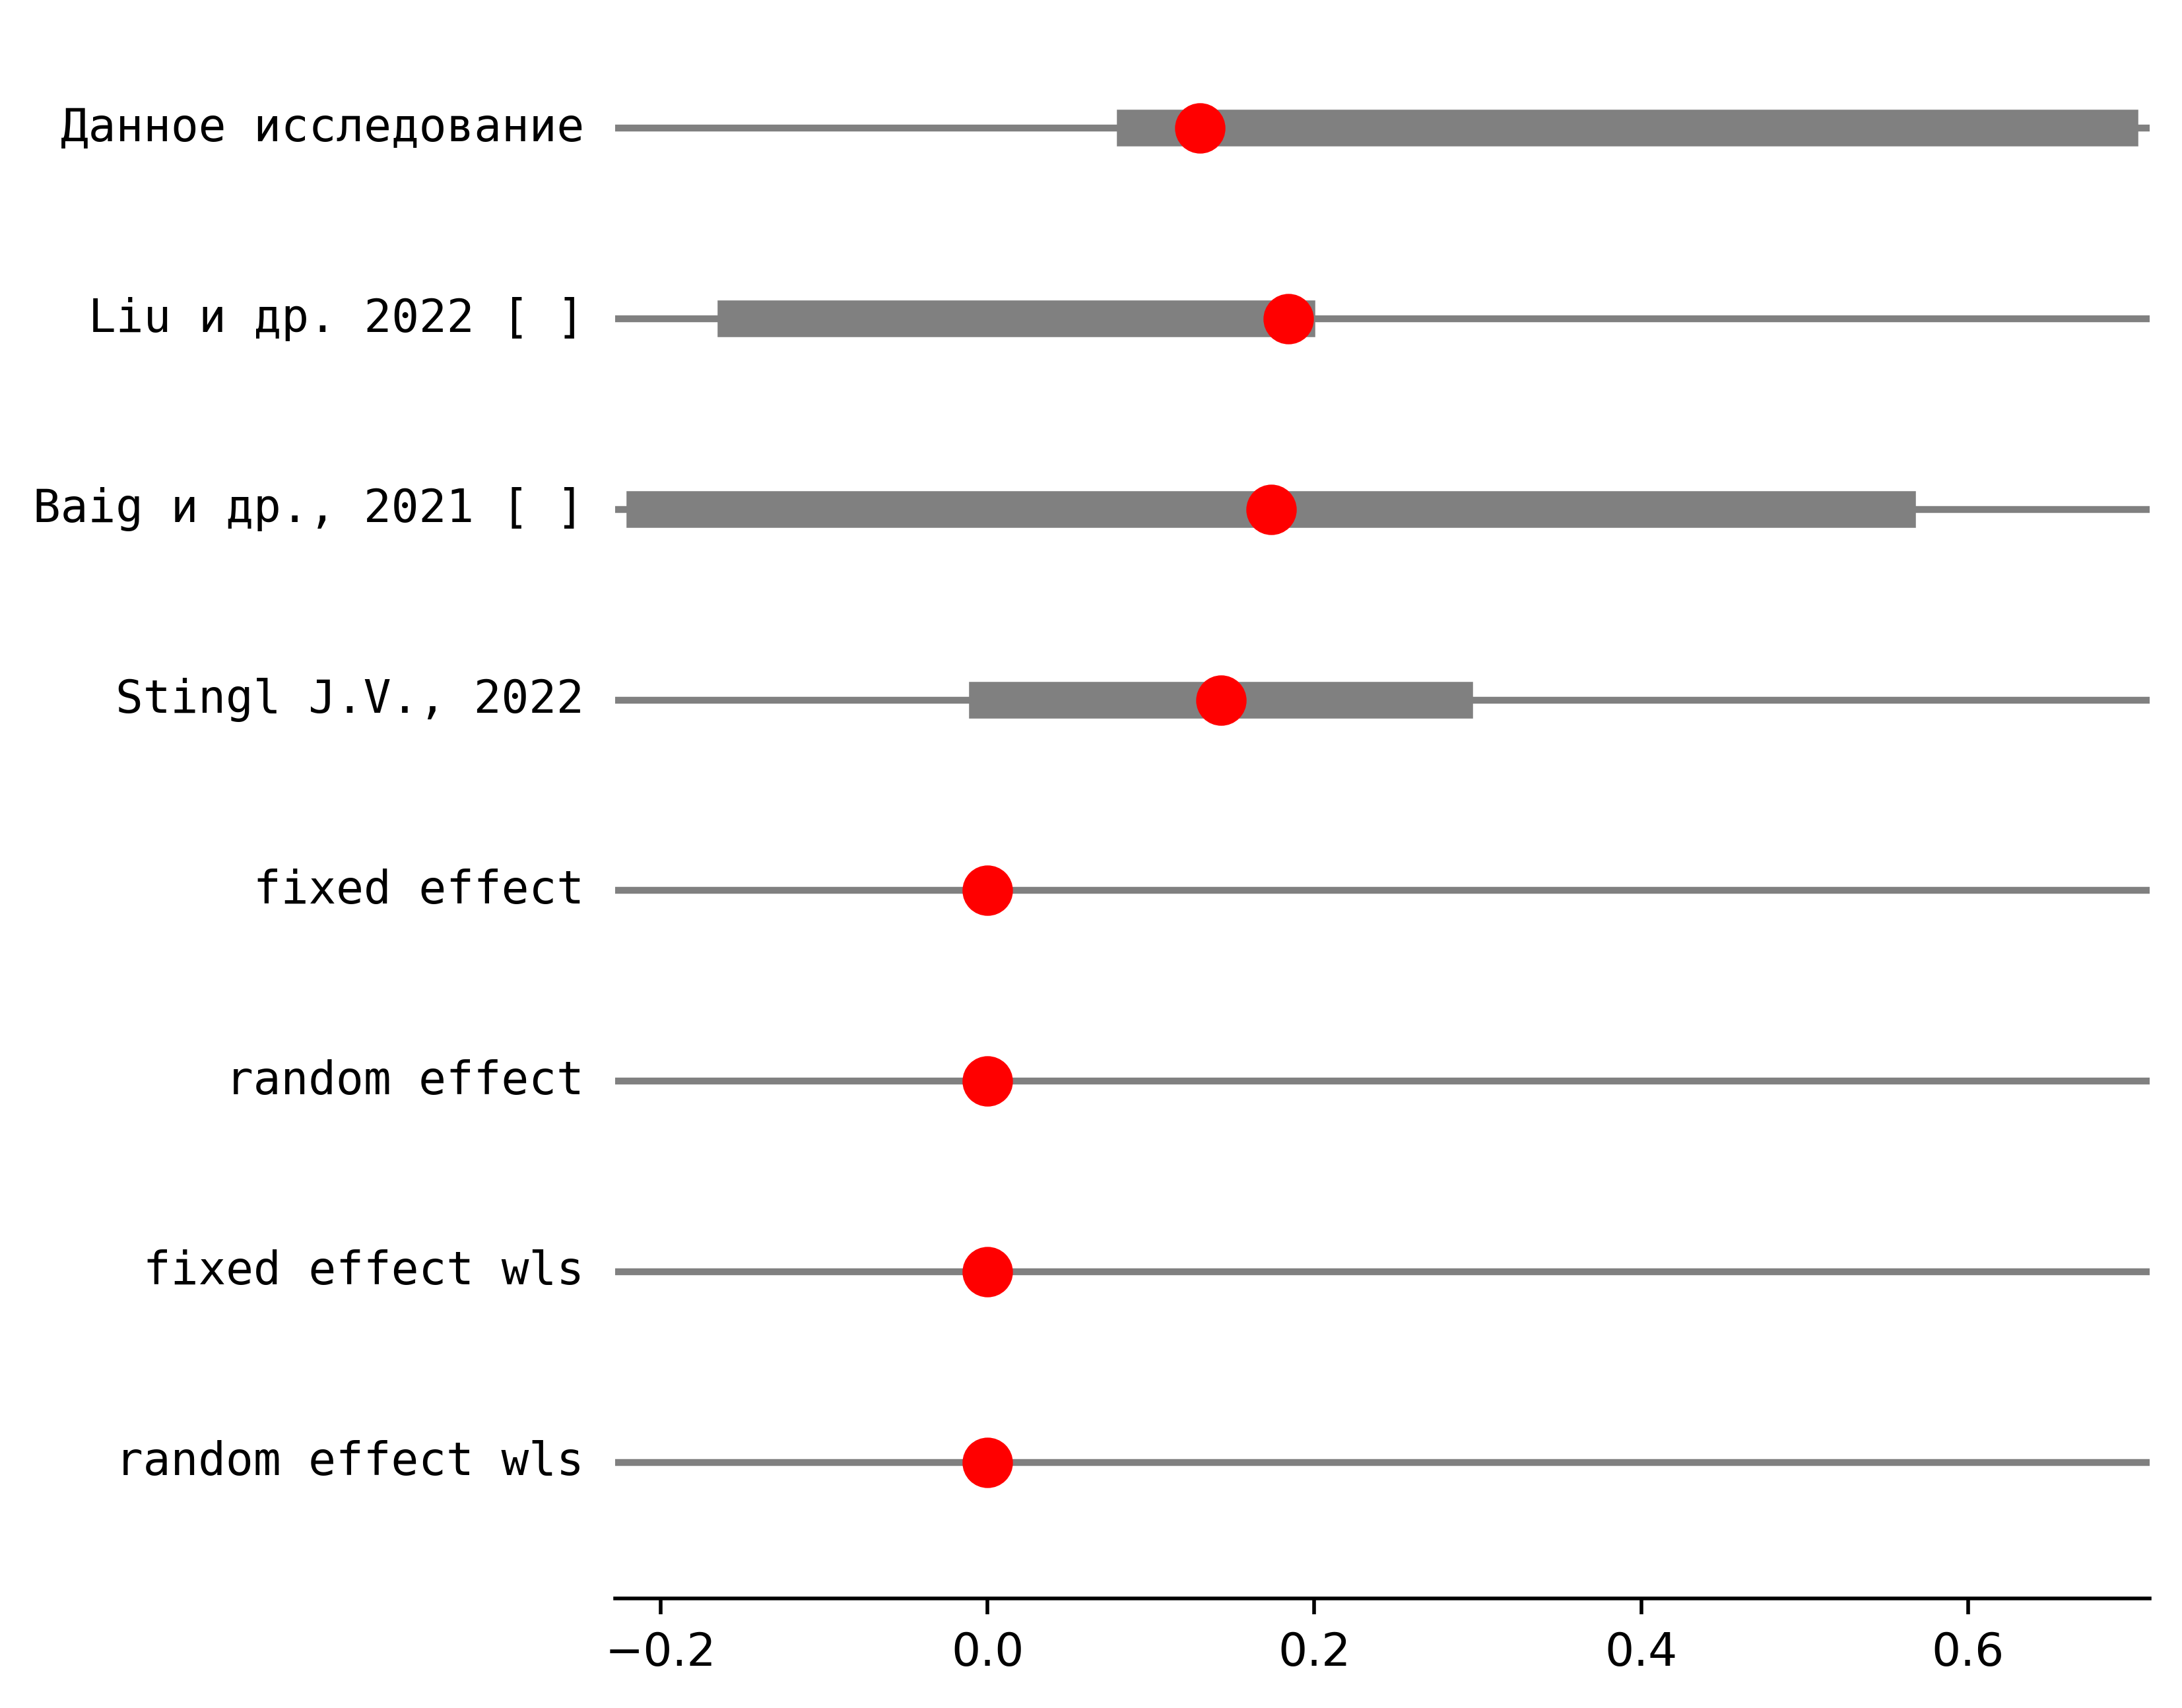 Данное исследование
Liu и др. 2022 [ ]
Baig и др., 2021 [ ]
Stingl J.V., 2022
fixed effect
random effect
fixed effect wls
random effect wls
−0.2 0.0 0.2 0.4 0.6